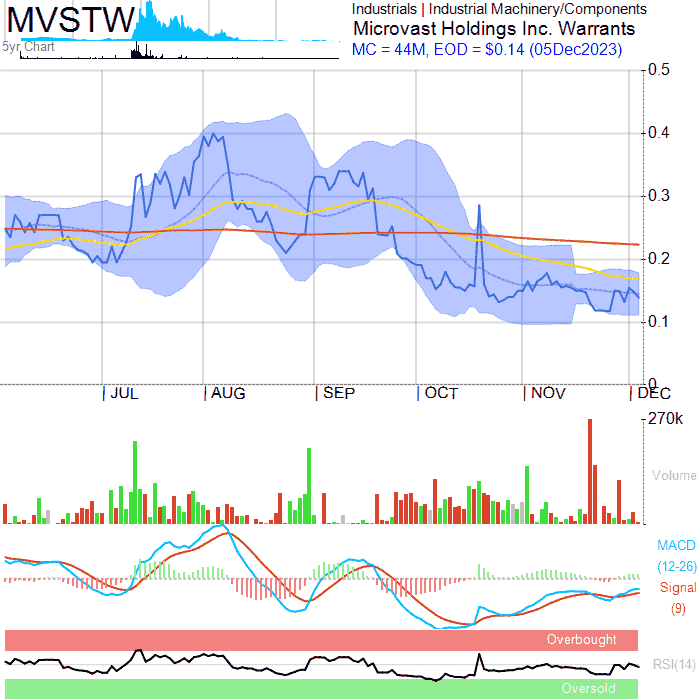 MVSTW
5yr Chart
Industrials | Industrial Machinery/Components
Microvast Holdings Inc. Warrants
MC = 44M, EOD = $0.14 (05Dec2023)
0.5
0.4
0.3
0.2
0.1
0
JUL
AUG
SEP
OCT
NOV
DEC
270k
Volume
MACD
(12-26)
Signal
(9)
Overbought
RSI(14)
Oversold